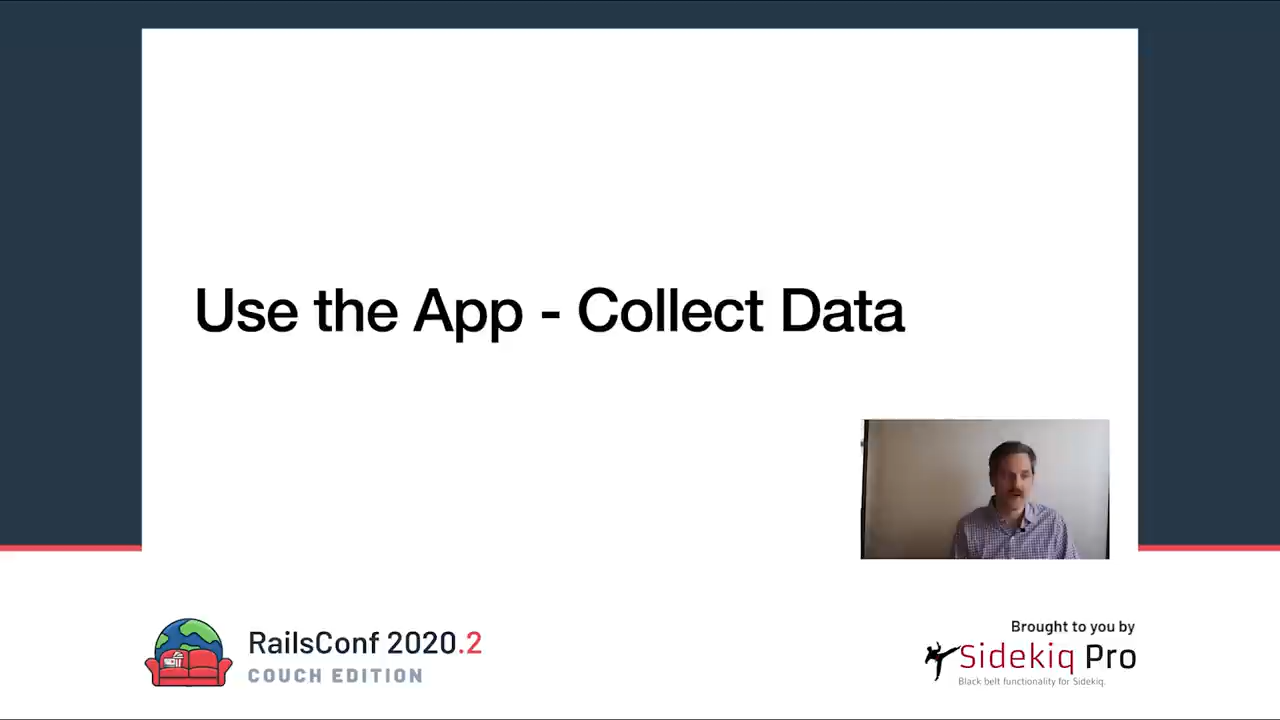 Use the App - Collect Data
RailsConf 2020.2
COUCH EDITION
Brought to you by
Sidekiq Pro
Black belt functionality for Sidekiq.